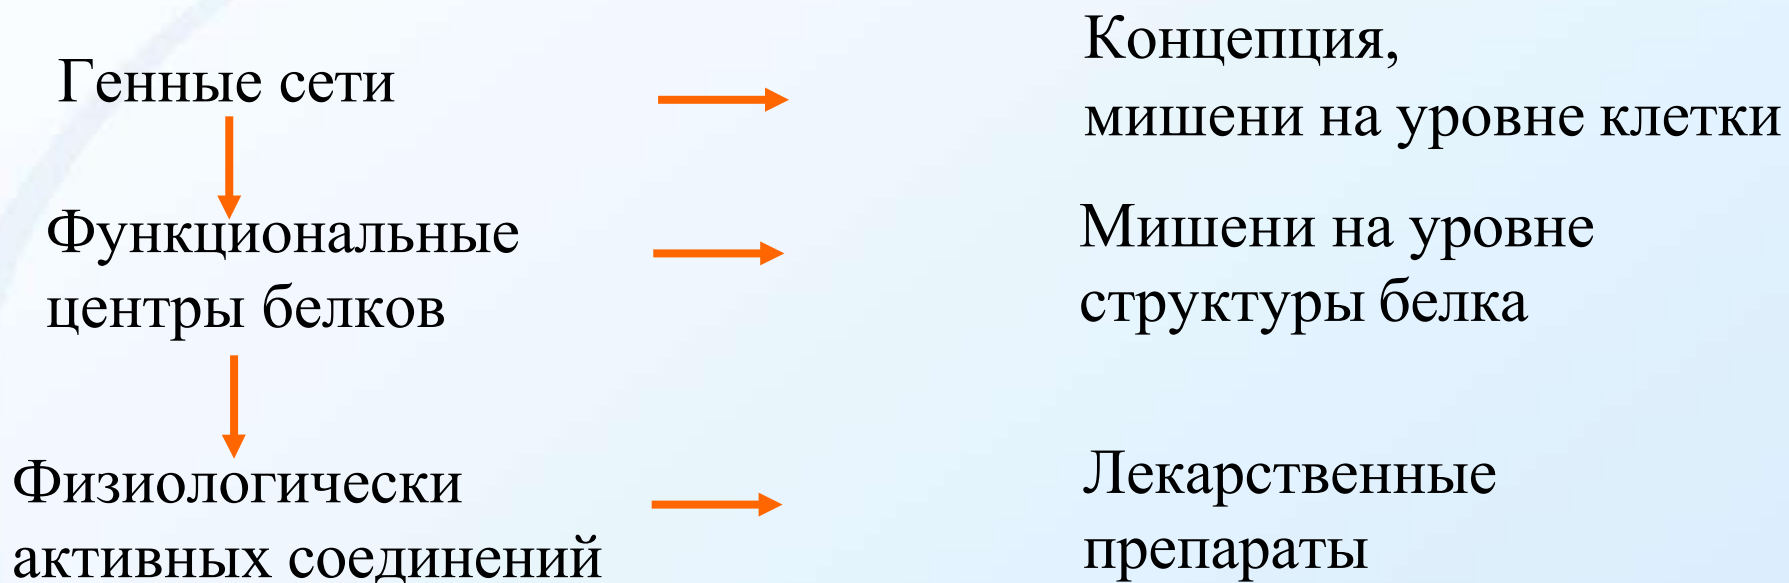 Генные сети
Концепция,
мишени на уровне клетки
Функциональные
центры белков
Мишени на уровне
структуры белка
Физиологически
активных соединений
Лекарственные
препараты